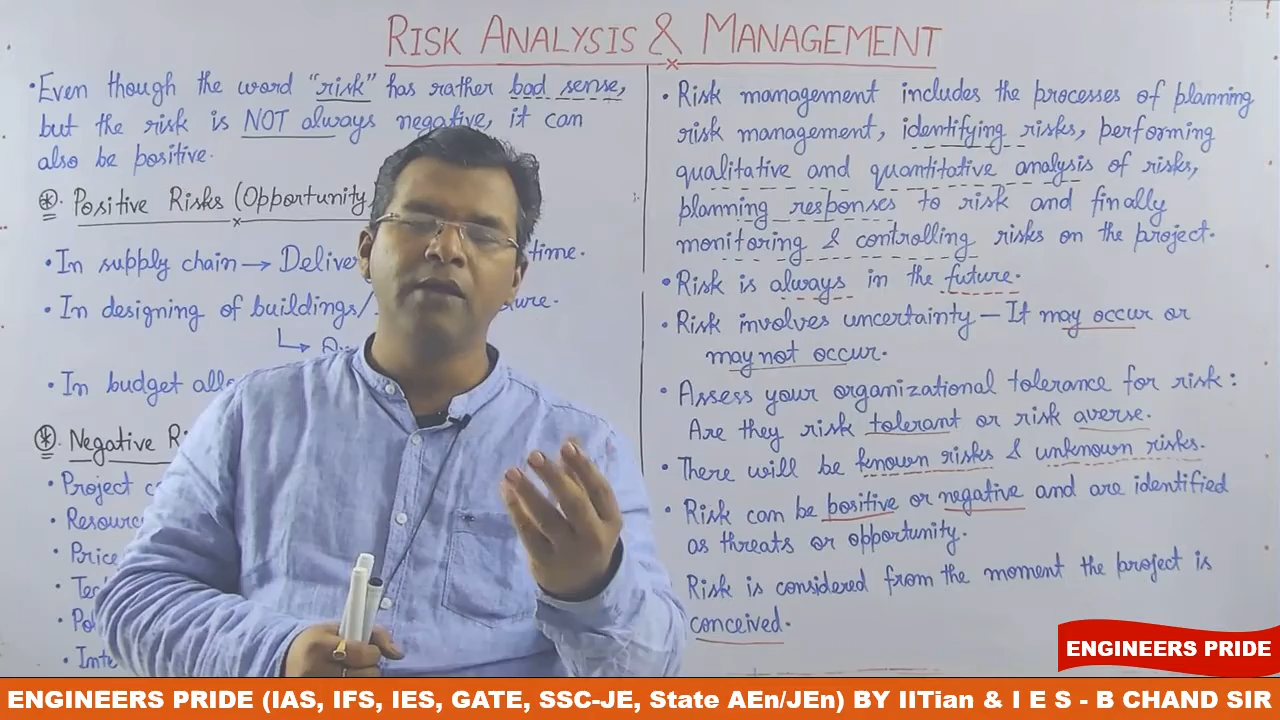 RISK ANALYSIS & MANAGEMENT
• Even though the word "risk" has rather bad sense,
but the risk is NOT always negative, it can
also be positive.
* . Positive Risks (Opportunity
• In supply chain → time.
• In designing of buildings/
• In budget
* . Negative
• Project
•
• Price
•
•
•
• Risk management includes the processes of planning
risk management, identifying risks, performing
qualitative and quantitative analysis of risks,
planning responses to risk and finally
monitoring & controlling risks on the project.
• Risk is always in the future.
• Risk involves uncertainty – It may occur or
may not occur.
• Assess your organizational tolerance for risk :
Are they risk tolerant or risk averse.
• There will be known risks & unknown risks.
• Risk can be positive or negative and are identified
as threats or opportunity.
Risk is considered from the moment the project is
conceived.
ENGINEERS PRIDE
ENGINEERS PRIDE (IAS, IFS, IES, GATE, SSC-JE, State AEn/JEn) BY IITian & I E S - B CHAND SIR